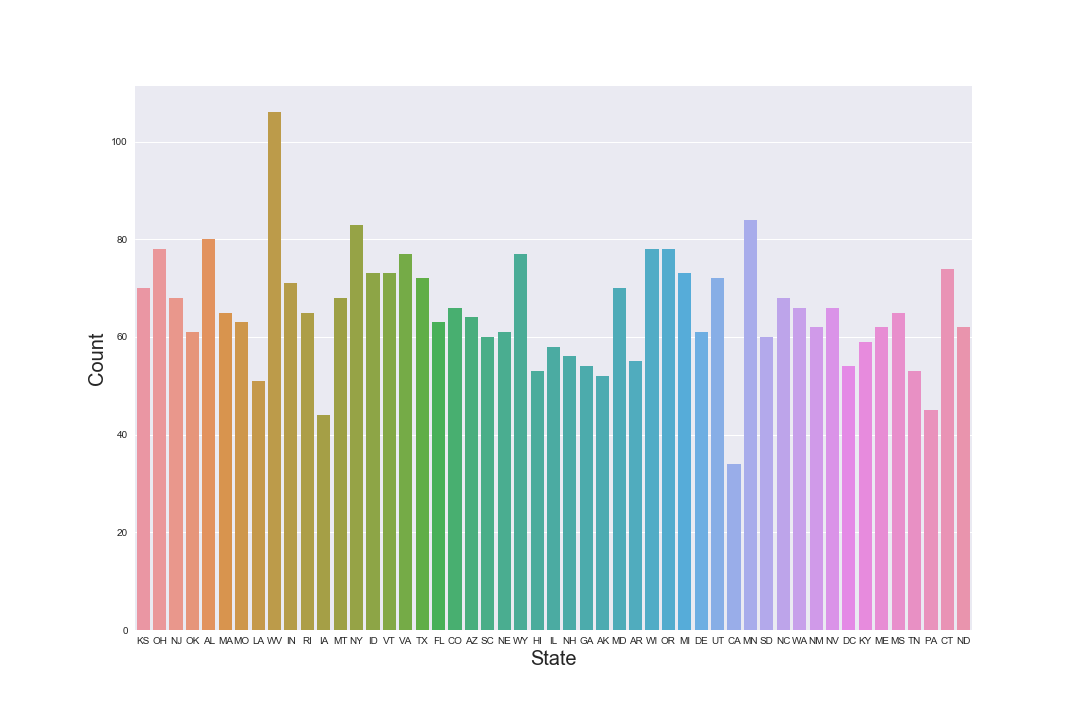 100
80
60
40
20
0
Count
KS OH NJ OK AL MA MO LA WV IN RI IA MT NY ID VT VA TX FL CO AZ SC NE WY HI IL NH GA AK MD AR WI OR MI DE UT CA MN SD NC WA NM NV DC KY ME MS TN PA CT ND
State